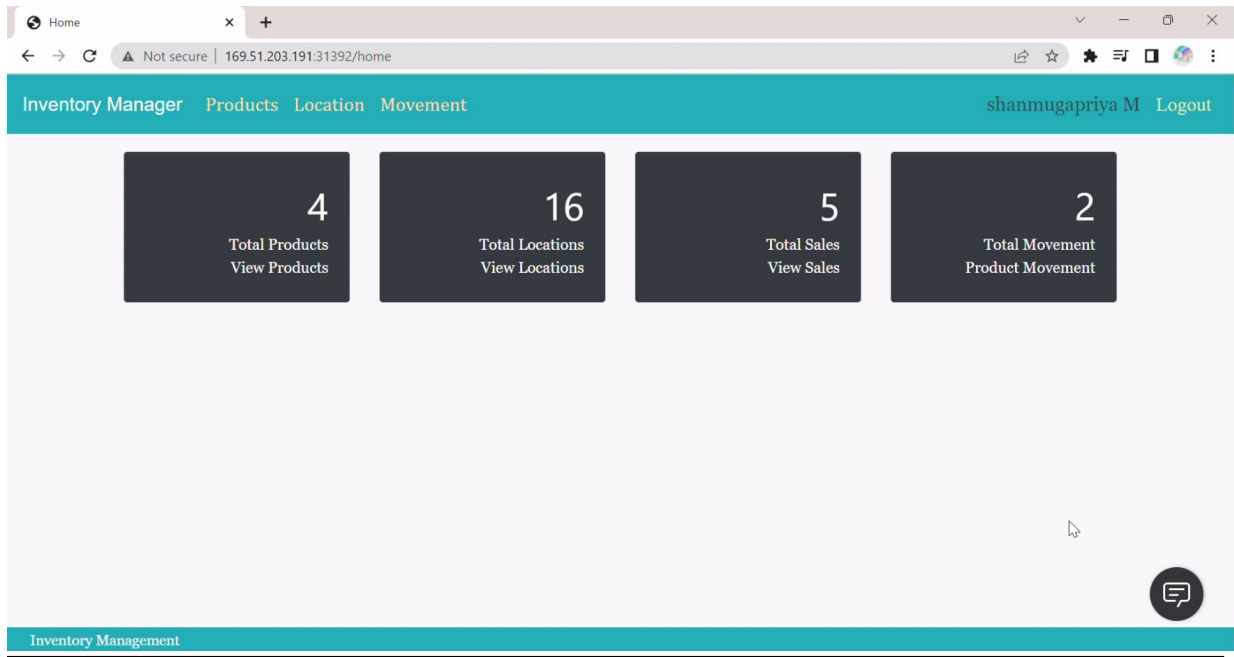 Home
Not secure | 169.51.203.191:31392/home
Inventory Manager Products Location Movement shanmugapriya M Logout
4
Total Products
View Products
16
Total Locations
View Locations
5
Total Sales
View Sales
2
Total Movement
Product Movement
Inventory Management